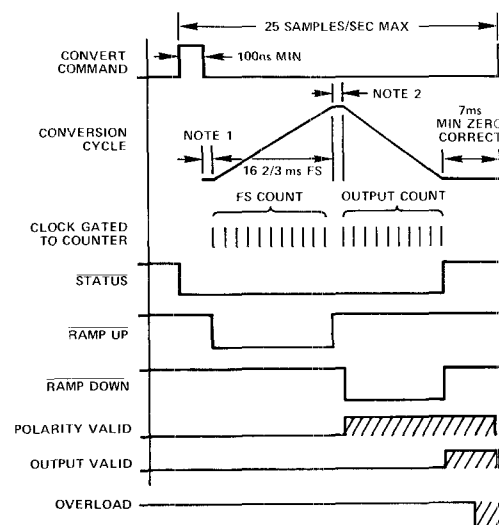 25 SAMPLES/SEC MAX
CONVERT
COMMAND
100ns MIN
NOTE 2
7ms
MIN ZERO
CORRECT
CONVERSION
CYCLE
NOTE 1
16 2/3 ms FS
FS COUNT
OUTPUT COUNT
CLOCK GATED
TO COUNTER
STATUS
RAMP UP
RAMP DOWN
POLARITY VALID
OUTPUT VALID
OVERLOAD